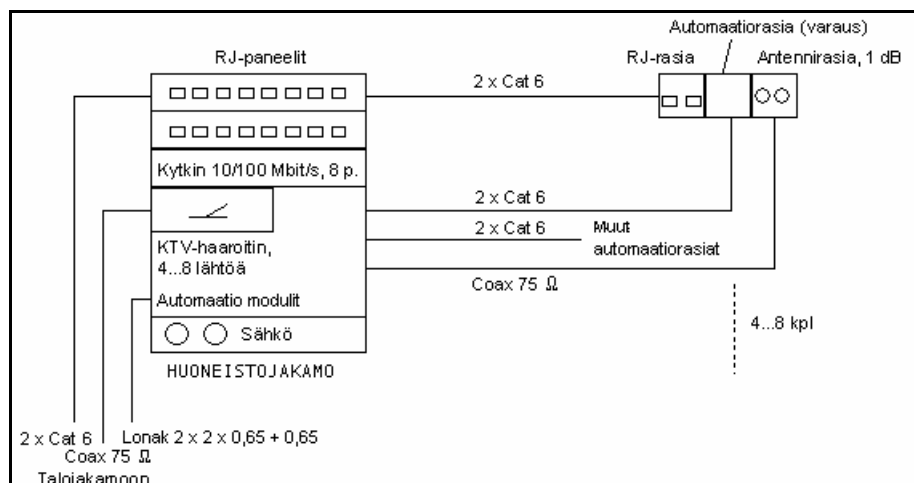 Automaatiorasia (varaus)
RJ-paneelit
RJ-rasia
Antennirasia, 1 dB
2 x Cat 6
Kytkin 10/100 Mbit/s, 8 p.
2 x Cat 6
2 x Cat 6
Muut
automaatiorasiat
KTV-haaroitin,
4...8 lähtöä
Coax 75 Ω
Automaatio modulit
4...8 kpl
Sähkö
HUONEISTOJAKAMO
2 x Cat 6
Lonak 2 x 2 x 0,65 + 0,65
Coax 75 Ω
Talojakamoon